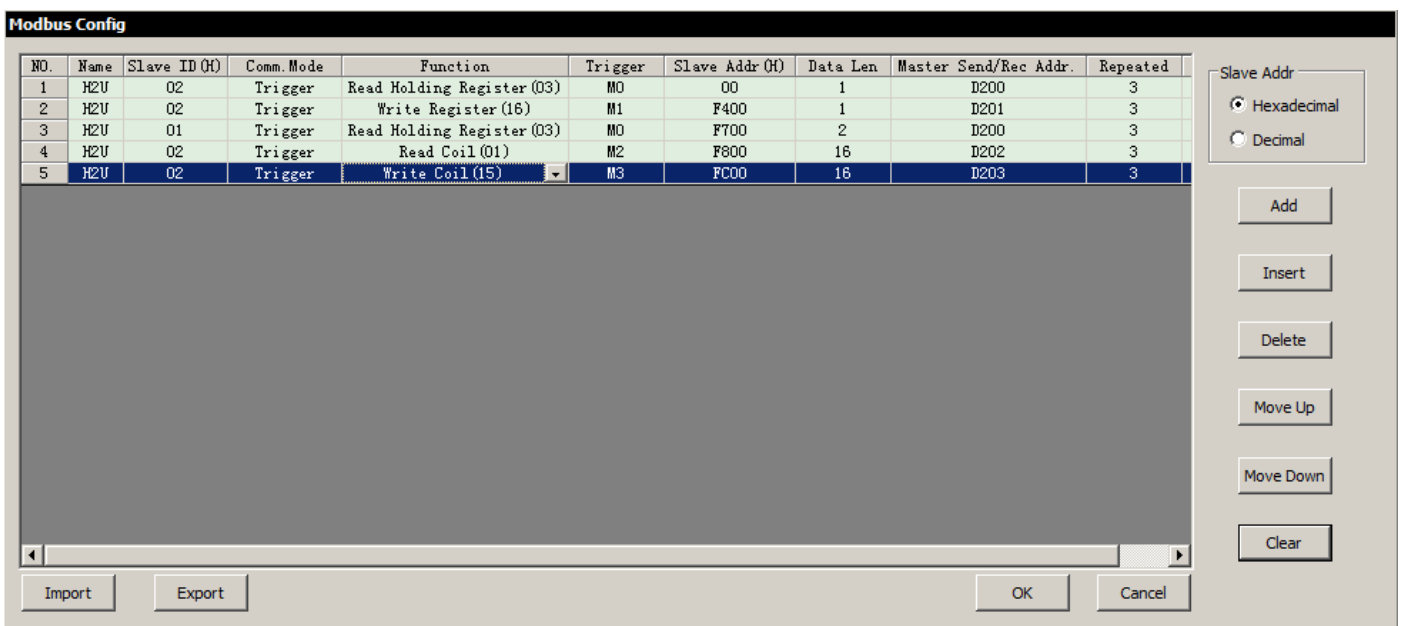 Modbus Config
NO. Name Slave ID(H) Comm.Mode Function Trigger Slave Addr(H) Data Len Master Send/Rec Addr. Repeated
1 H2U 02 Trigger Read Holding Register(03) M0 00 1 D200 3
2 H2U 02 Trigger Write Register(16) M1 F400 1 D201 3
3 H2U 01 Trigger Read Holding Register(03) M0 F700 2 D200 3
4 H2U 02 Trigger Read Coil(01) M2 F800 16 D202 3
5 H2U 02 Trigger Write Coil(15) M3 FC00 16 D203 3
Slave Addr
Hexadecimal
Decimal
Add
Insert
Delete
Move Up
Move Down
Clear
Import Export OK Cancel